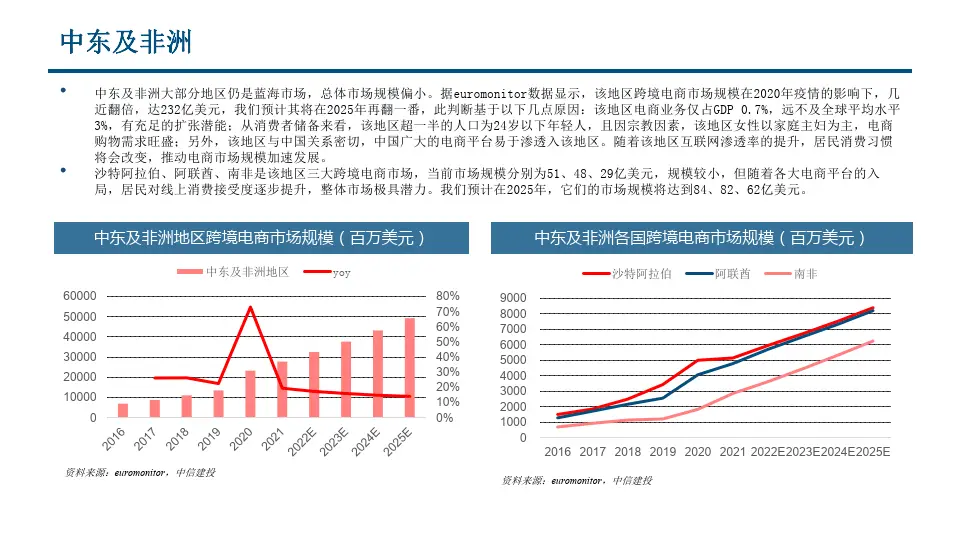 中东及非洲
• 中东及非洲大部分地区仍是蓝海市场，总体市场规模偏小。据euromonitor数据显示，该地区跨境电商市场规模在2020年疫情的影响下，几
近翻倍，达232亿美元，我们预计其将在2025年再翻一番，此判断基于以下几点原因：该地区电商业务仅占GDP 0.7%，远不及全球平均水平
3%，有充足的扩张潜能；从消费者储备来看，该地区超一半的人口为24岁以下年轻人，且因宗教因素，该地区女性以家庭主妇为主，电商
购物需求旺盛；另外，该地区与中国关系密切，中国广大的电商平台易于渗透入该地区。随着该地区互联网渗透率的提升，居民消费习惯
将会改变，推动电商市场规模加速发展。
• 沙特阿拉伯、阿联酋、南非是该地区三大跨境电商市场，当前市场规模分别为51、48、29亿美元，规模较小，但随着各大电商平台的入
局，居民对线上消费接受度逐步提升，整体市场极具潜力。我们预计在2025年，它们的市场规模将达到84、82、62亿美元。
中东及非洲地区跨境电商市场规模（百万美元）
中东及非洲地区 yoy
60000
50000
40000
30000
20000
10000
0
80%
70%
60%
50%
40%
30%
20%
10%
0%
2016 2017 2018 2019 2020 2021 2022E 2023E 2024E 2025E
资料来源：euromonitor，中信建投
中东及非洲各国跨境电商市场规模（百万美元）
沙特阿拉伯 阿联酋 南非
9000
8000
7000
6000
5000
4000
3000
2000
1000
0
2016 2017 2018 2019 2020 2021 2022E 2023E 2024E 2025E
资料来源：euromonitor，中信建投